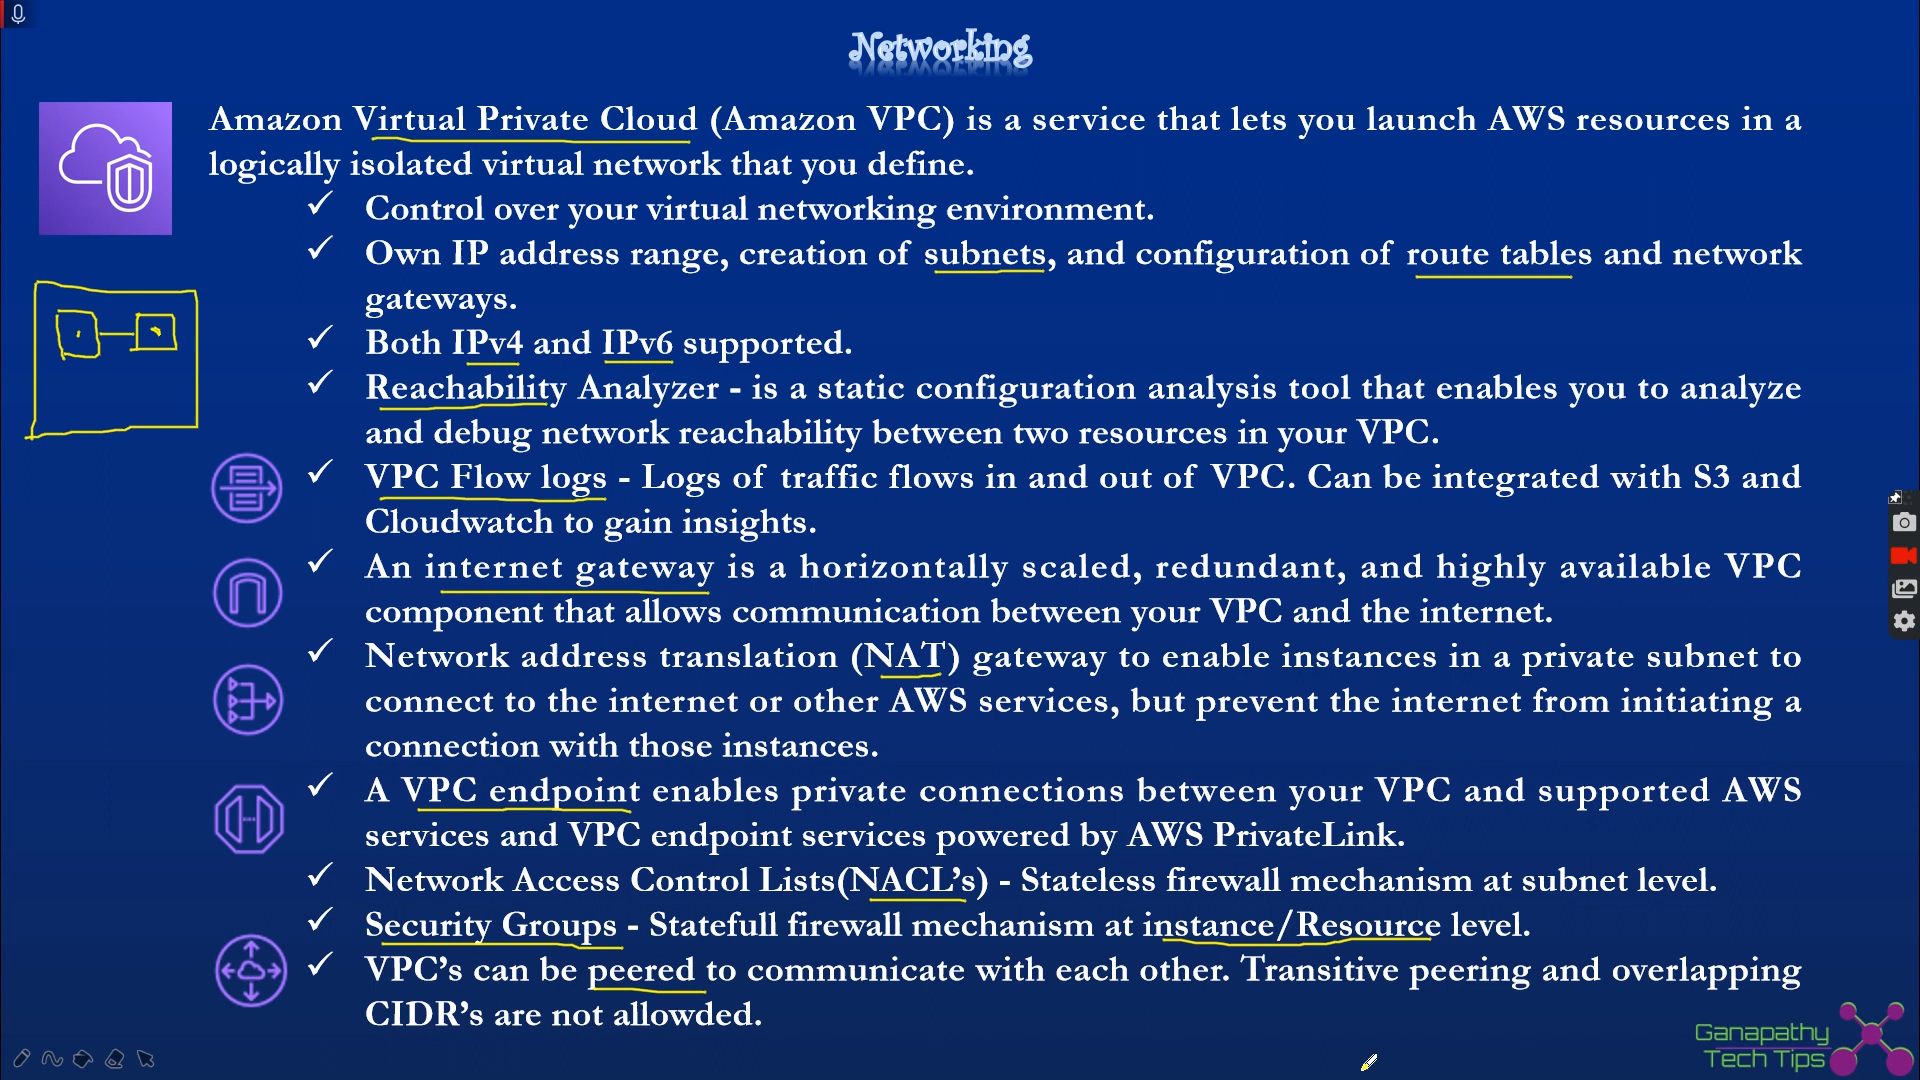 Networking
Amazon Virtual Private Cloud (Amazon VPC) is a service that lets you launch AWS resources in a
logically isolated virtual network that you define.
✓ Control over your virtual networking environment.
✓ Own IP address range, creation of subnets, and configuration of route tables and network
gateways.
✓ Both IPv4 and IPv6 supported.
✓ Reachability Analyzer - is a static configuration analysis tool that enables you to analyze
and debug network reachability between two resources in your VPC.
✓ VPC Flow logs - Logs of traffic flows in and out of VPC. Can be integrated with S3 and
Cloudwatch to gain insights.
✓ An internet gateway is a horizontally scaled, redundant, and highly available VPC
component that allows communication between your VPC and the internet.
✓ Network address translation (NAT) gateway to enable instances in a private subnet to
connect to the internet or other AWS services, but prevent the internet from initiating a
connection with those instances.
✓ A VPC endpoint enables private connections between your VPC and supported AWS
services and VPC endpoint services powered by AWS PrivateLink.
✓ Network Access Control Lists(NACL’s) - Stateless firewall mechanism at subnet level.
✓ Security Groups - Statefull firewall mechanism at instance/Resource level.
✓ VPC’s can be peered to communicate with each other. Transitive peering and overlapping
CIDR’s are not allowded.
Ganapathy
Tech Tips